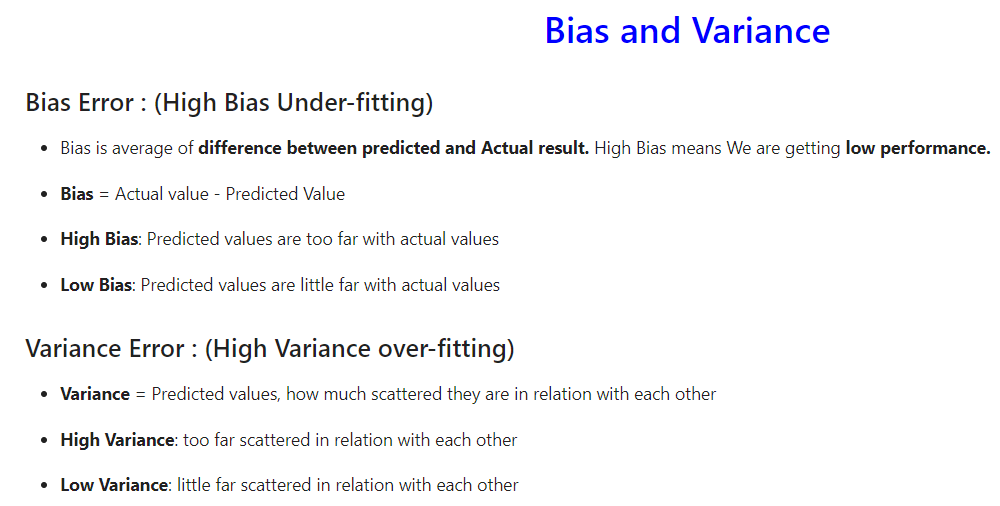 Bias and Variance
Bias Error : (High Bias Under-fitting)
• Bias is average of difference between predicted and Actual result. High Bias means We are getting low performance.
• Bias = Actual value - Predicted Value
• High Bias: Predicted values are too far with actual values
• Low Bias: Predicted values are little far with actual values
Variance Error : (High Variance over-fitting)
• Variance = Predicted values, how much scattered they are in relation with each other
• High Variance: too far scattered in relation with each other
• Low Variance: little far scattered in relation with each other